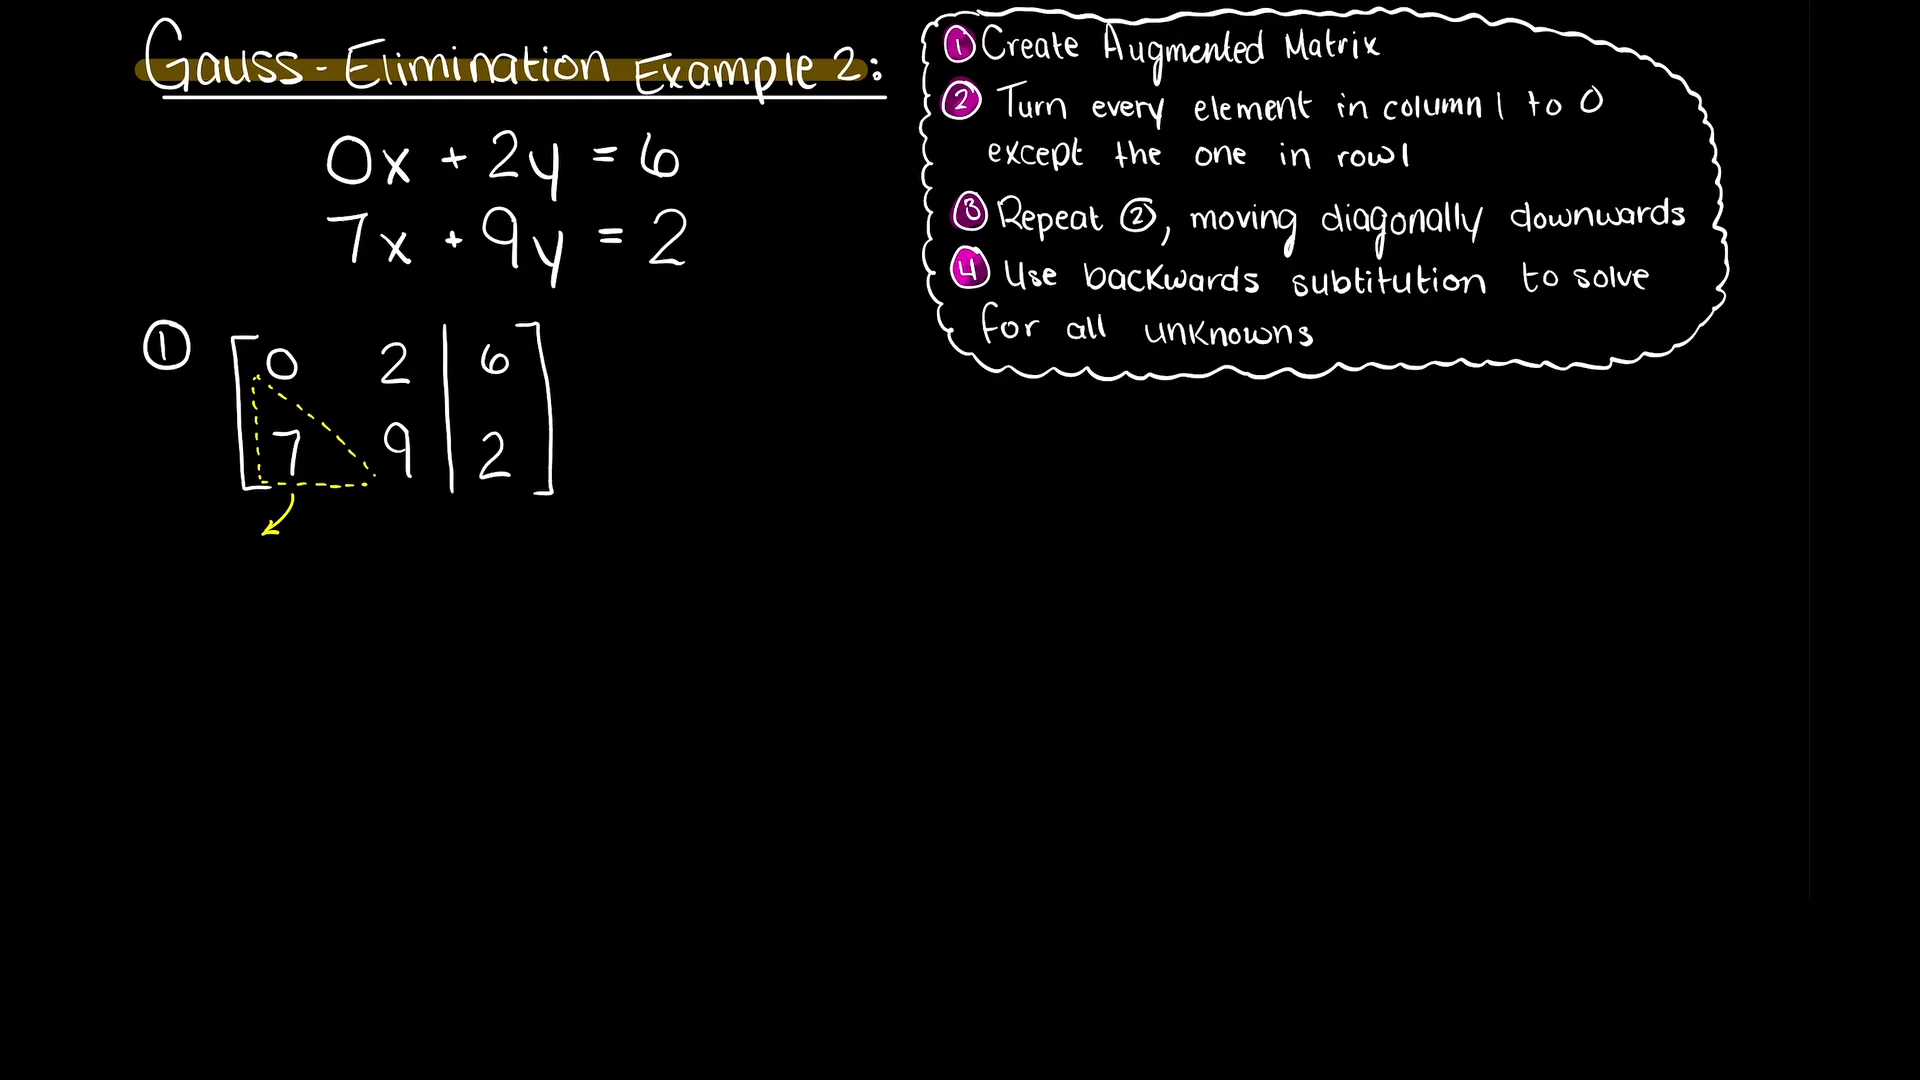 Gauss - Elimination Example 2:
0x + 2y = 6
7x + 9y = 2
① [ 0 2 | 6 ]
[ 7 9 | 2 ]
① Create Augmented Matrix
② Turn every element in column 1 to 0
except the one in row 1
③ Repeat ②, moving diagonally downwards
④ Use backwards subtitution to solve
for all unknowns